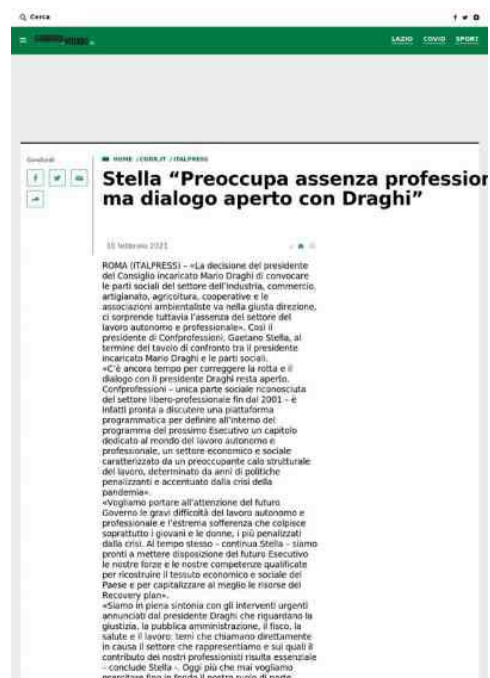 Cerca
LAZIO COVID SPORT
Condividi
HOME / CORR.IT / ITALPRESS
Stella “Preoccupa assenza profession
ma dialogo aperto con Draghi”
10 febbraio 2021
ROMA (ITALPRESS) – «La decisione del presidente
del Consiglio incaricato Mario Draghi di convocare
le parti sociali del settore dell'industria, commercio,
artigianato, agricoltura, cooperative e le
associazioni ambientaliste va nella giusta direzione,
ci sorprende tuttavia l'assenza del settore del
lavoro autonomo e professionale». Così il
presidente di Confprofessioni, Gaetano Stella, al
termine del tavolo di confronto tra il presidente
incaricato Mario Draghi e le parti sociali.
«C'è ancora tempo per correggere la rotta e il
dialogo con il presidente Draghi resta aperto.
Confprofessioni – unica parte sociale riconosciuta
del settore libero-professionale fin dal 2001 – è
infatti pronta a discutere una piattaforma
programmatica per definire all'interno del
programma del prossimo Esecutivo un capitolo
dedicato al mondo del lavoro autonomo e
professionale, un settore economico e sociale
caratterizzato da un preoccupante calo strutturale
del lavoro, determinato da anni di politiche
penalizzanti e accentuato dalla crisi della
pandemia».
«Vogliamo portare all'attenzione del futuro
Governo le gravi difficoltà del lavoro autonomo e
professionale e l'estrema sofferenza che colpisce
soprattutto i giovani e le donne, i più penalizzati
dalla crisi. Al tempo stesso – continua Stella – siamo
pronti a mettere disposizione del futuro Esecutivo
le nostre forze e le nostre competenze qualificate
per ricostruire il tessuto economico e sociale del
Paese e per capitalizzare al meglio le risorse del
Recovery plan».
«Siamo in piena sintonia con gli interventi urgenti
annunciati dal presidente Draghi che riguardano la
giustizia, la pubblica amministrazione, il fisco, la
salute e il lavoro: temi che chiamano direttamente
in causa il settore che rappresentiamo e sui quali il
contributo dei nostri professionisti risulta essenziale
– conclude Stella –. Oggi più che mai vogliamo
esercitare fino in fondo il nostro ruolo di parte